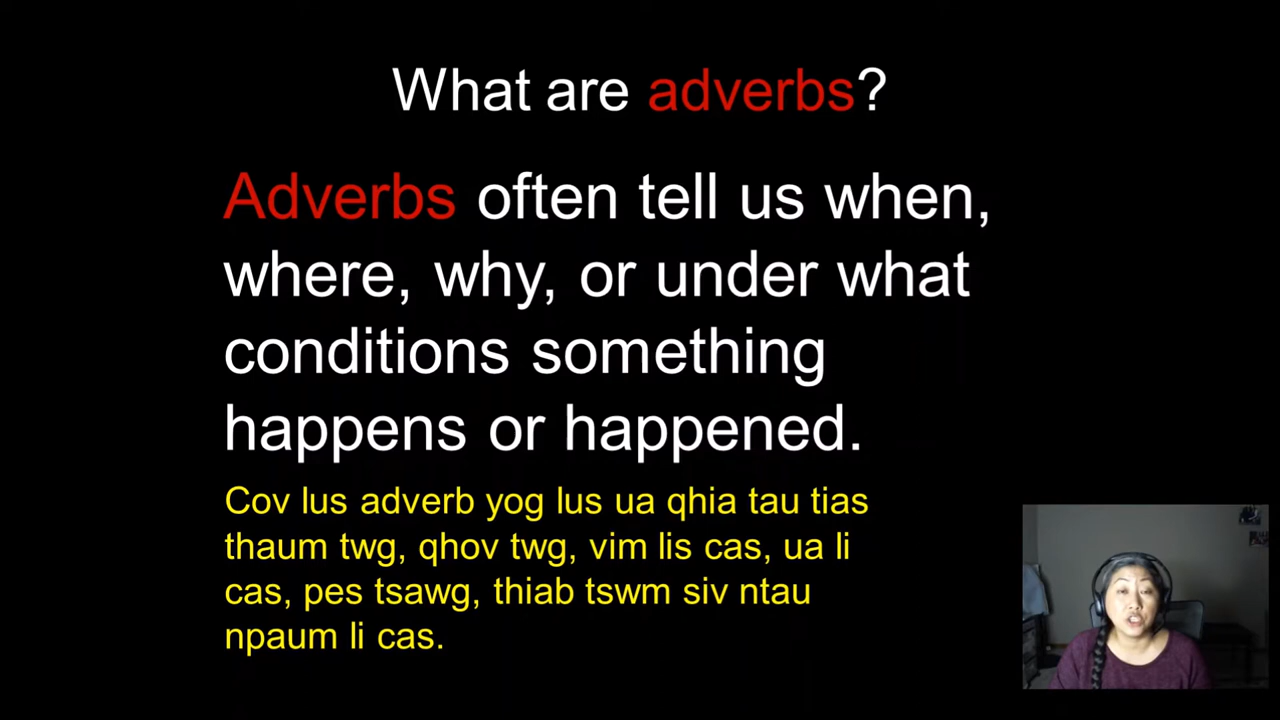 What are adverbs?
Adverbs often tell us when,
where, why, or under what
conditions something
happens or happened.
Cov lus adverb yog lus ua qhia tau tias
thaum twg, qhov twg, vim lis cas, ua li
cas, pes tsawg, thiab tswm siv ntau
npaum li cas.